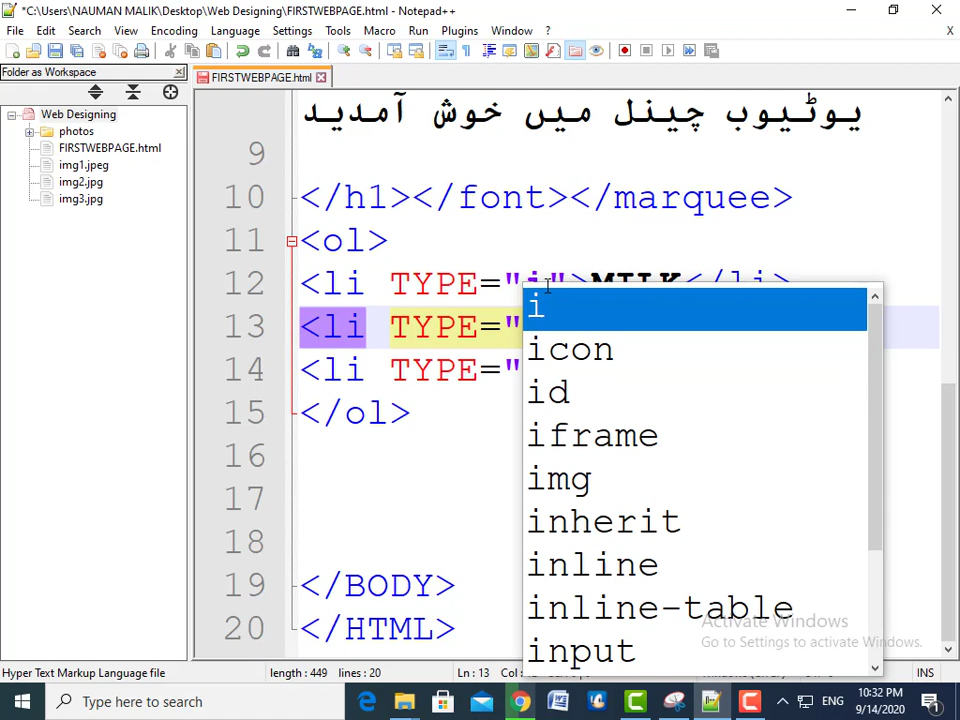 *C:\Users\NAUMAN MALIK\Desktop\Web Designing\FIRSTWEBPAGE.html - Notepad++
File Edit Search View Encoding Language Settings Tools Macro Run Plugins Window ? X
Folder as Workspace
FIRSTWEBPAGE.html
Web Designing
photos
FIRSTWEBPAGE.html
img1.jpeg
img2.jpg
img3.jpg
یوٹیوب چینل میں خوش آمدید
9
10 </h1></font></marquee>
11 <ol>
12 <li TYPE="i">MILK</li>
13 <li TYPE="
14 <li TYPE="
15 </ol>
16
17
18
19 </BODY>
20 </HTML>
i
icon
id
iframe
img
inherit
inline
inline-table
input
Activate Windows
Go to Settings to activate Windows.
Hyper Text Markup Language file length : 449 lines : 20 Ln : 13 Col : INS
Type here to search
ENG
10:32 PM
9/14/2020
1